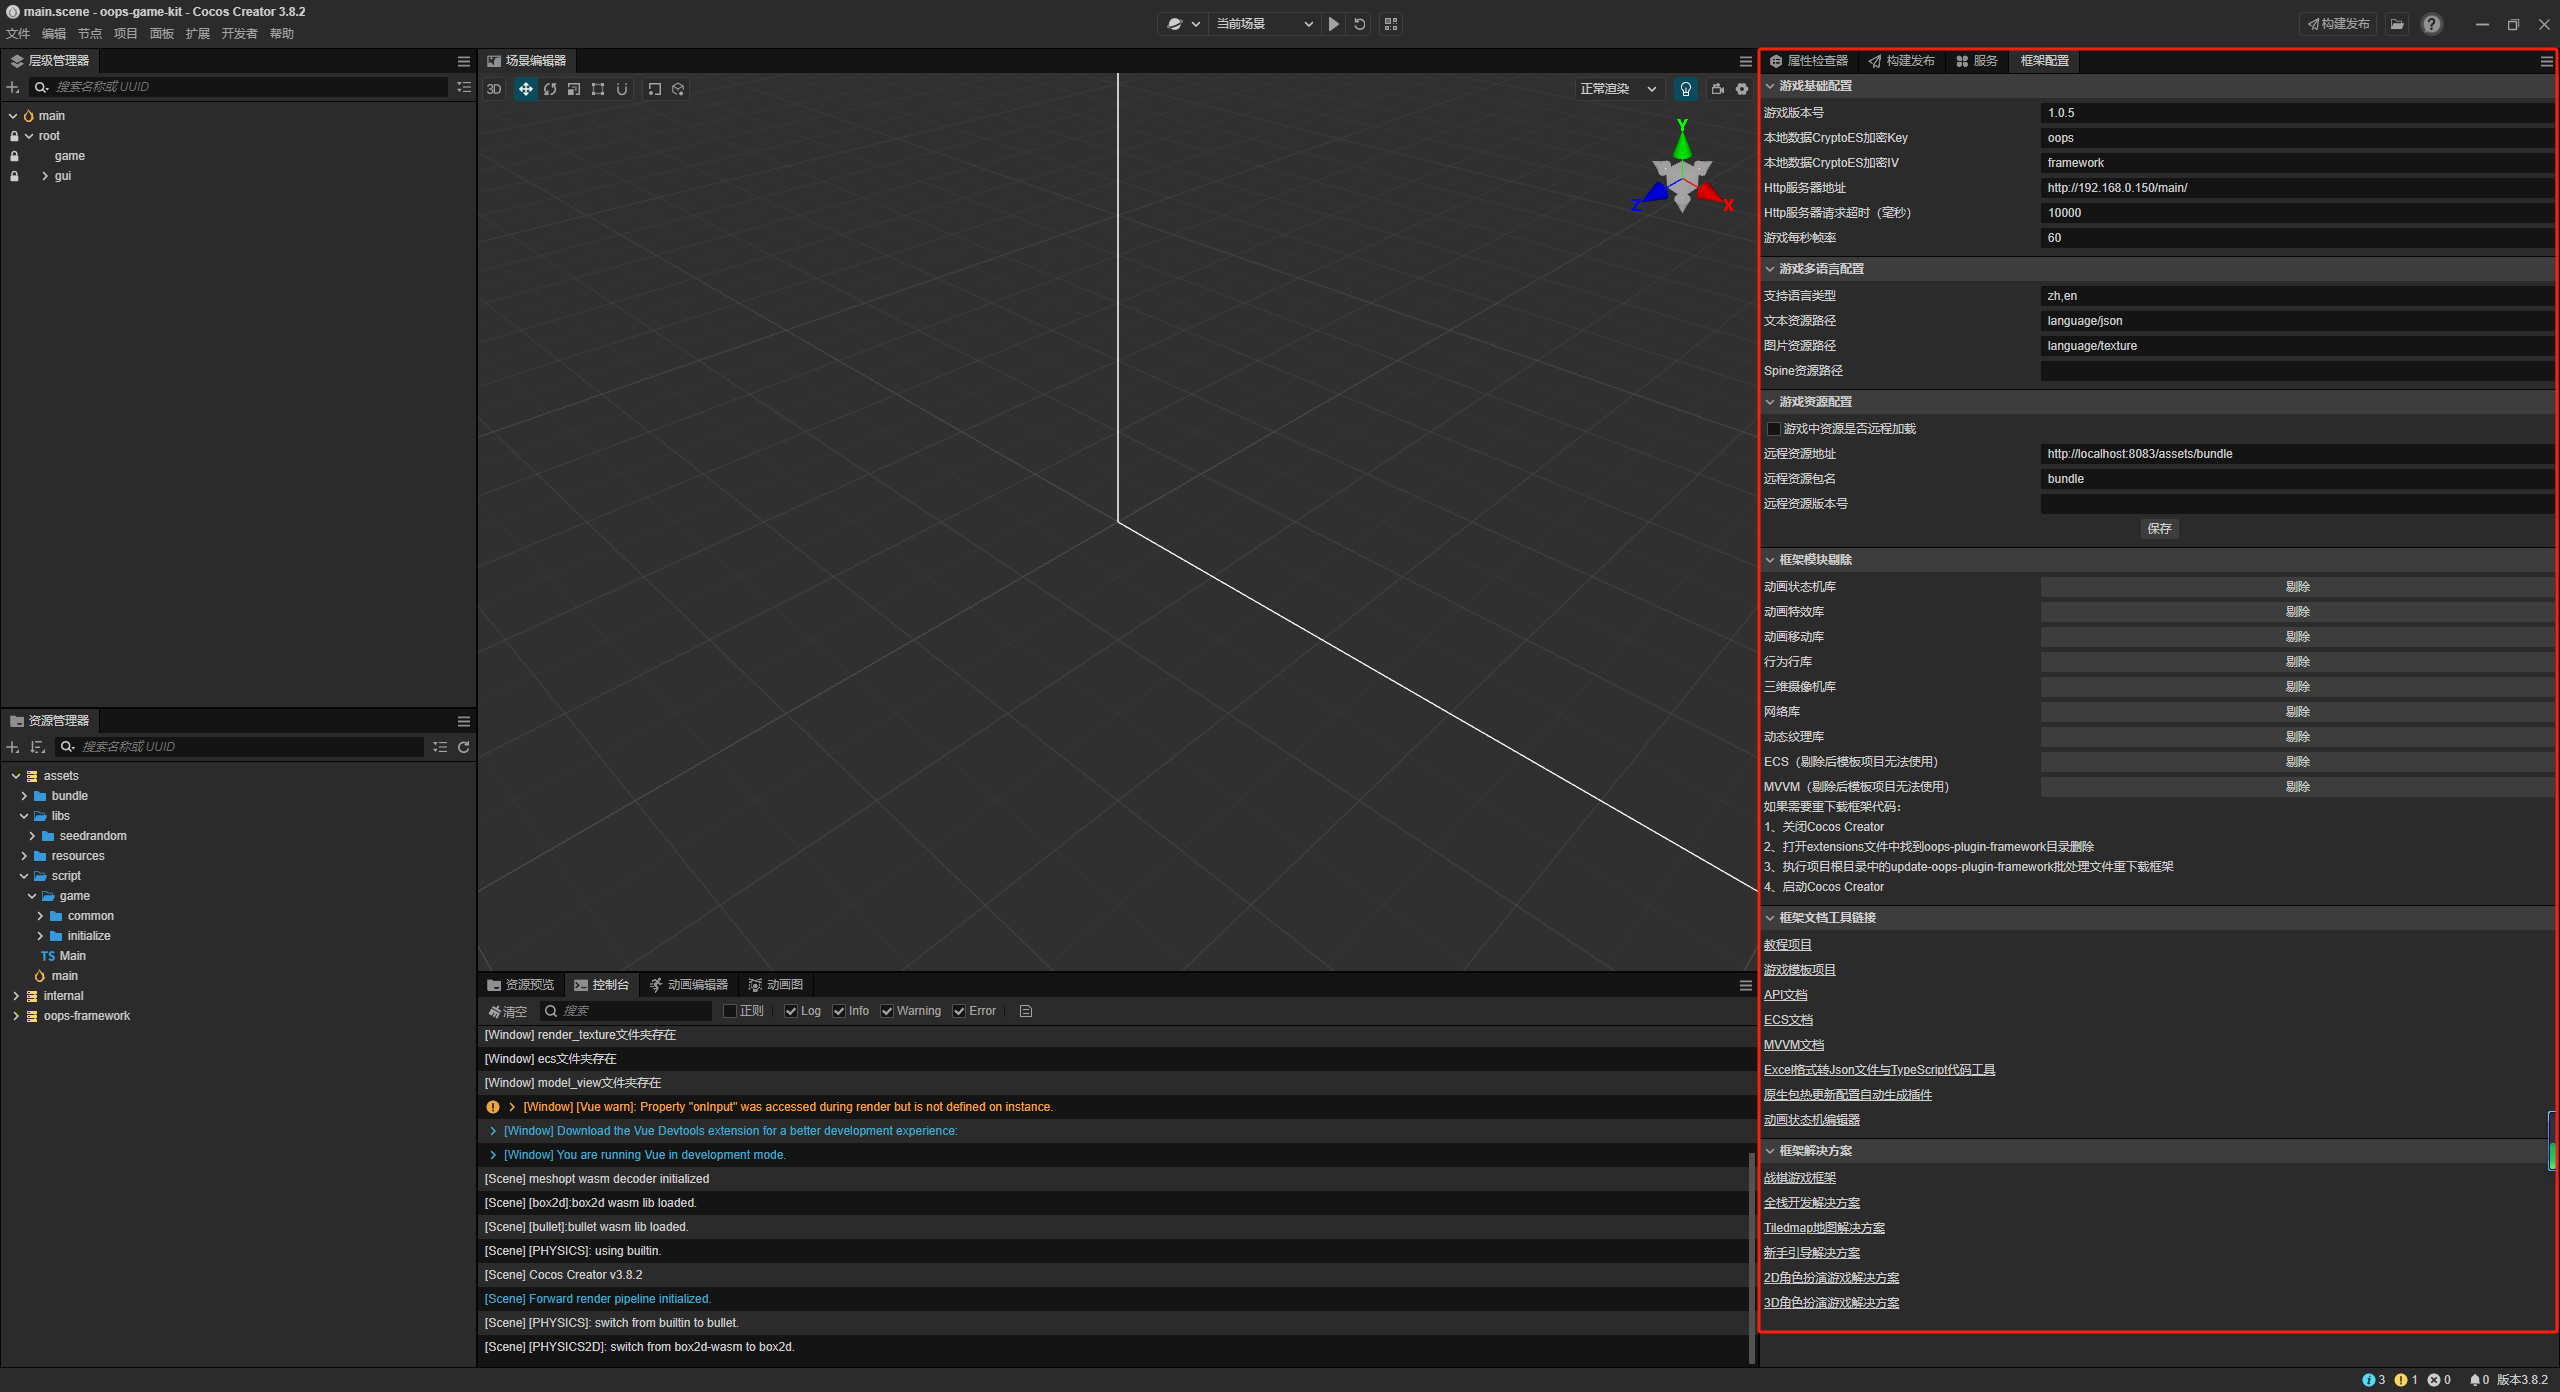 main.scene - oops-game-kit - Cocos Creator 3.8.2
文件 编辑 节点 项目 面板 扩展 开发者 帮助
当前场景
构建发布
层级管理器
搜索名称或 UUID
main
root
game
gui
资源管理器
搜索名称或 UUID
assets
bundle
libs
seedrandom
resources
script
game
common
initialize
TS Main
main
internal
oops-framework
场景编辑器
3D
正常渲染
Y
Z
X
资源预览 控制台 动画编辑器 动画图
清空 搜索 正则 Log Info Warning Error
[Window] render_texture文件夹存在
[Window] ecs文件夹存在
[Window] model_view文件夹存在
[Window] [Vue warn]: Property "onInput" was accessed during render but is not defined on instance.
[Window] Download the Vue Devtools extension for a better development experience:
[Window] You are running Vue in development mode.
[Scene] meshopt wasm decoder initialized
[Scene] [box2d]:box2d wasm lib loaded.
[Scene] [bullet]:bullet wasm lib loaded.
[Scene] [PHYSICS]: using builtin.
[Scene] Cocos Creator v3.8.2
[Scene] Forward render pipeline initialized.
[Scene] [PHYSICS]: switch from builtin to bullet.
[Scene] [PHYSICS2D]: switch from box2d-wasm to box2d.
属性检查器 构建发布 服务 框架配置
游戏基础配置
游戏版本号 1.0.5
本地数据CryptoES加密Key oops
本地数据CryptoES加密IV framework
Http服务器地址 http://192.168.0.150/main/
Http服务器请求超时（毫秒） 10000
游戏每秒帧率 60
游戏多语言配置
支持语言类型 zh,en
文本资源路径 language/json
图片资源路径 language/texture
Spine资源路径
游戏资源配置
游戏中资源是否远程加载
远程资源地址 http://localhost:8083/assets/bundle
远程资源包名 bundle
远程资源版本号
保存
框架模块剔除
动画状态机库 剔除
动画特效库 剔除
动画移动库 剔除
行为行库 剔除
三维摄像机库 剔除
网络库 剔除
动态纹理库 剔除
ECS（剔除后模板项目无法使用） 剔除
MVVM（剔除后模板项目无法使用） 剔除
如果需要重下载框架代码：
1、关闭Cocos Creator
2、打开extensions文件中找到oops-plugin-framework目录删除
3、执行项目根目录中的update-oops-plugin-framework批处理文件重下载框架
4、启动Cocos Creator
框架文档工具链接
教程项目
游戏模板项目
API文档
ECS文档
MVVM文档
Excel格式转Json文件与TypeScript代码工具
原生包热更新配置自动生成插件
动画状态机编辑器
框架解决方案
战棋游戏框架
全栈开发解决方案
Tiledmap地图解决方案
新手引导解决方案
2D角色扮演游戏解决方案
3D角色扮演游戏解决方案
3 1 0 0 版本3.8.2